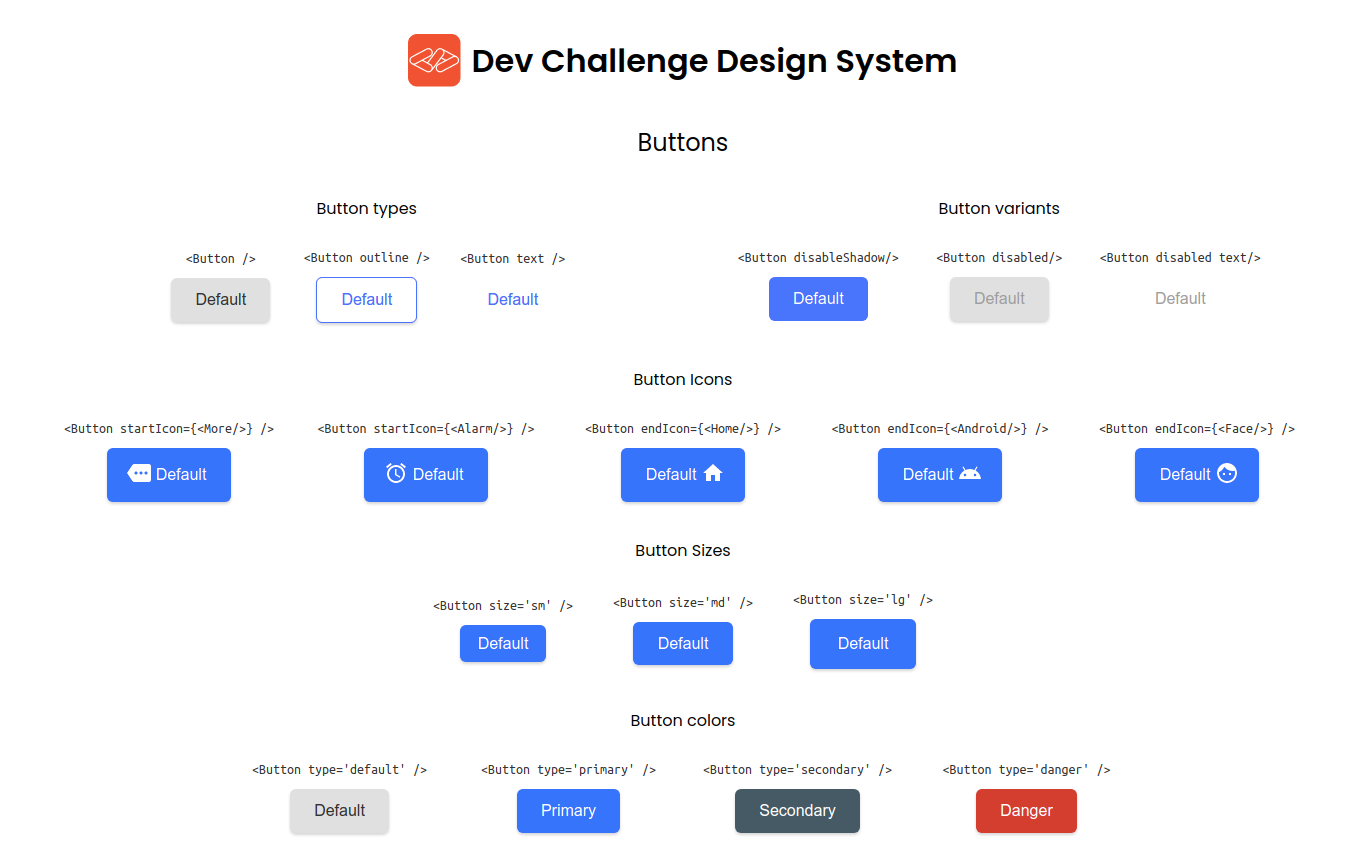 Dev Challenge Design System
Buttons
Button types
<Button />
<Button outline />
<Button text />
Default
Default
Default
Button variants
<Button disableShadow/>
<Button disabled/>
<Button disabled text/>
Default
Default
Default
Button Icons
<Button startIcon={<More/>} />
<Button startIcon={<Alarm/>} />
<Button endIcon={<Home/>} />
<Button endIcon={<Android/>} />
<Button endIcon={<Face/>} />
Default
Default
Default
Default
Default
Button Sizes
<Button size='sm' />
<Button size='md' />
<Button size='lg' />
Default
Default
Default
Button colors
<Button type='default' />
<Button type='primary' />
<Button type='secondary' />
<Button type='danger' />
Default
Primary
Secondary
Danger